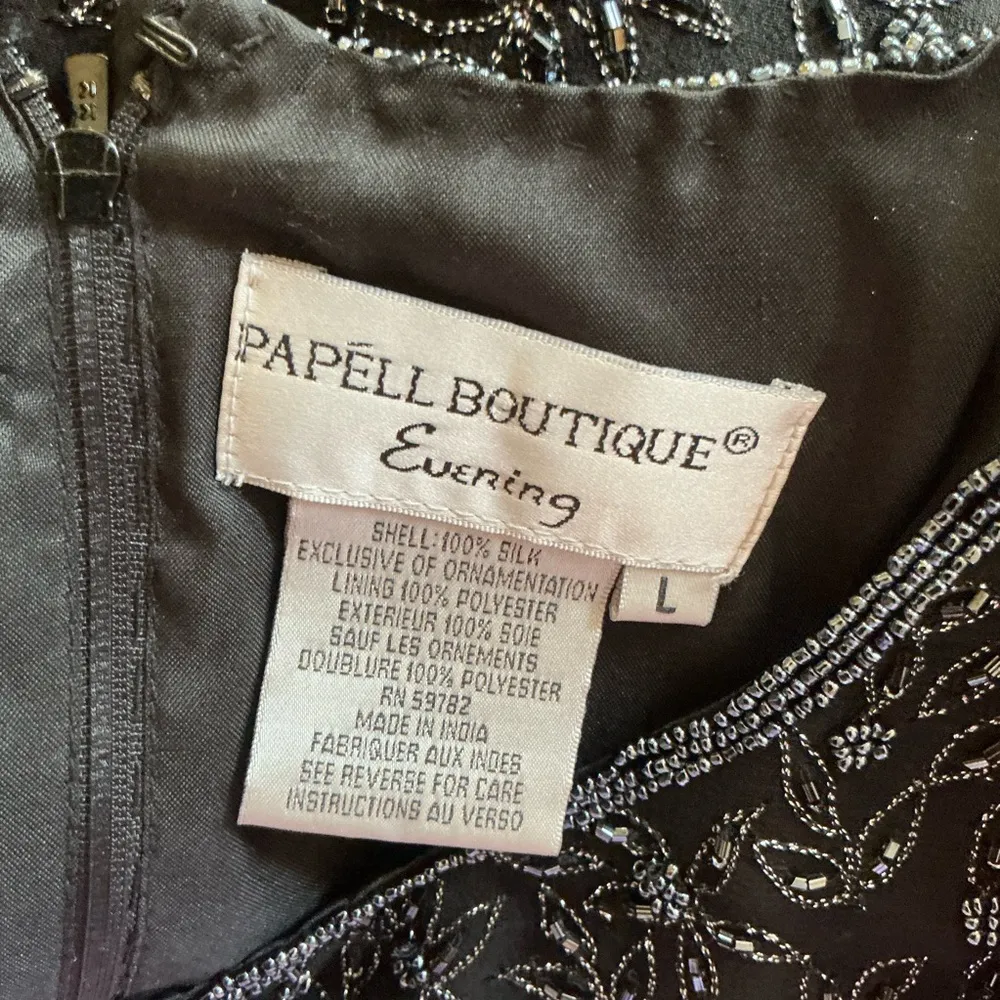 PAPÉLL BOUTIQUE®
Evening
L
SHELL: 100% SILK
EXCLUSIVE OF ORNAMENTATION
LINING 100% POLYESTER
EXTERIEUR 100% SOIE
SAUF LES ORNEMENTS
DOUBLURE 100% POLYESTER
RN 59782
MADE IN INDIA
FABRIQUER AUX INDES
SEE REVERSE FOR CARE
INSTRUCTIONS AU VERSO